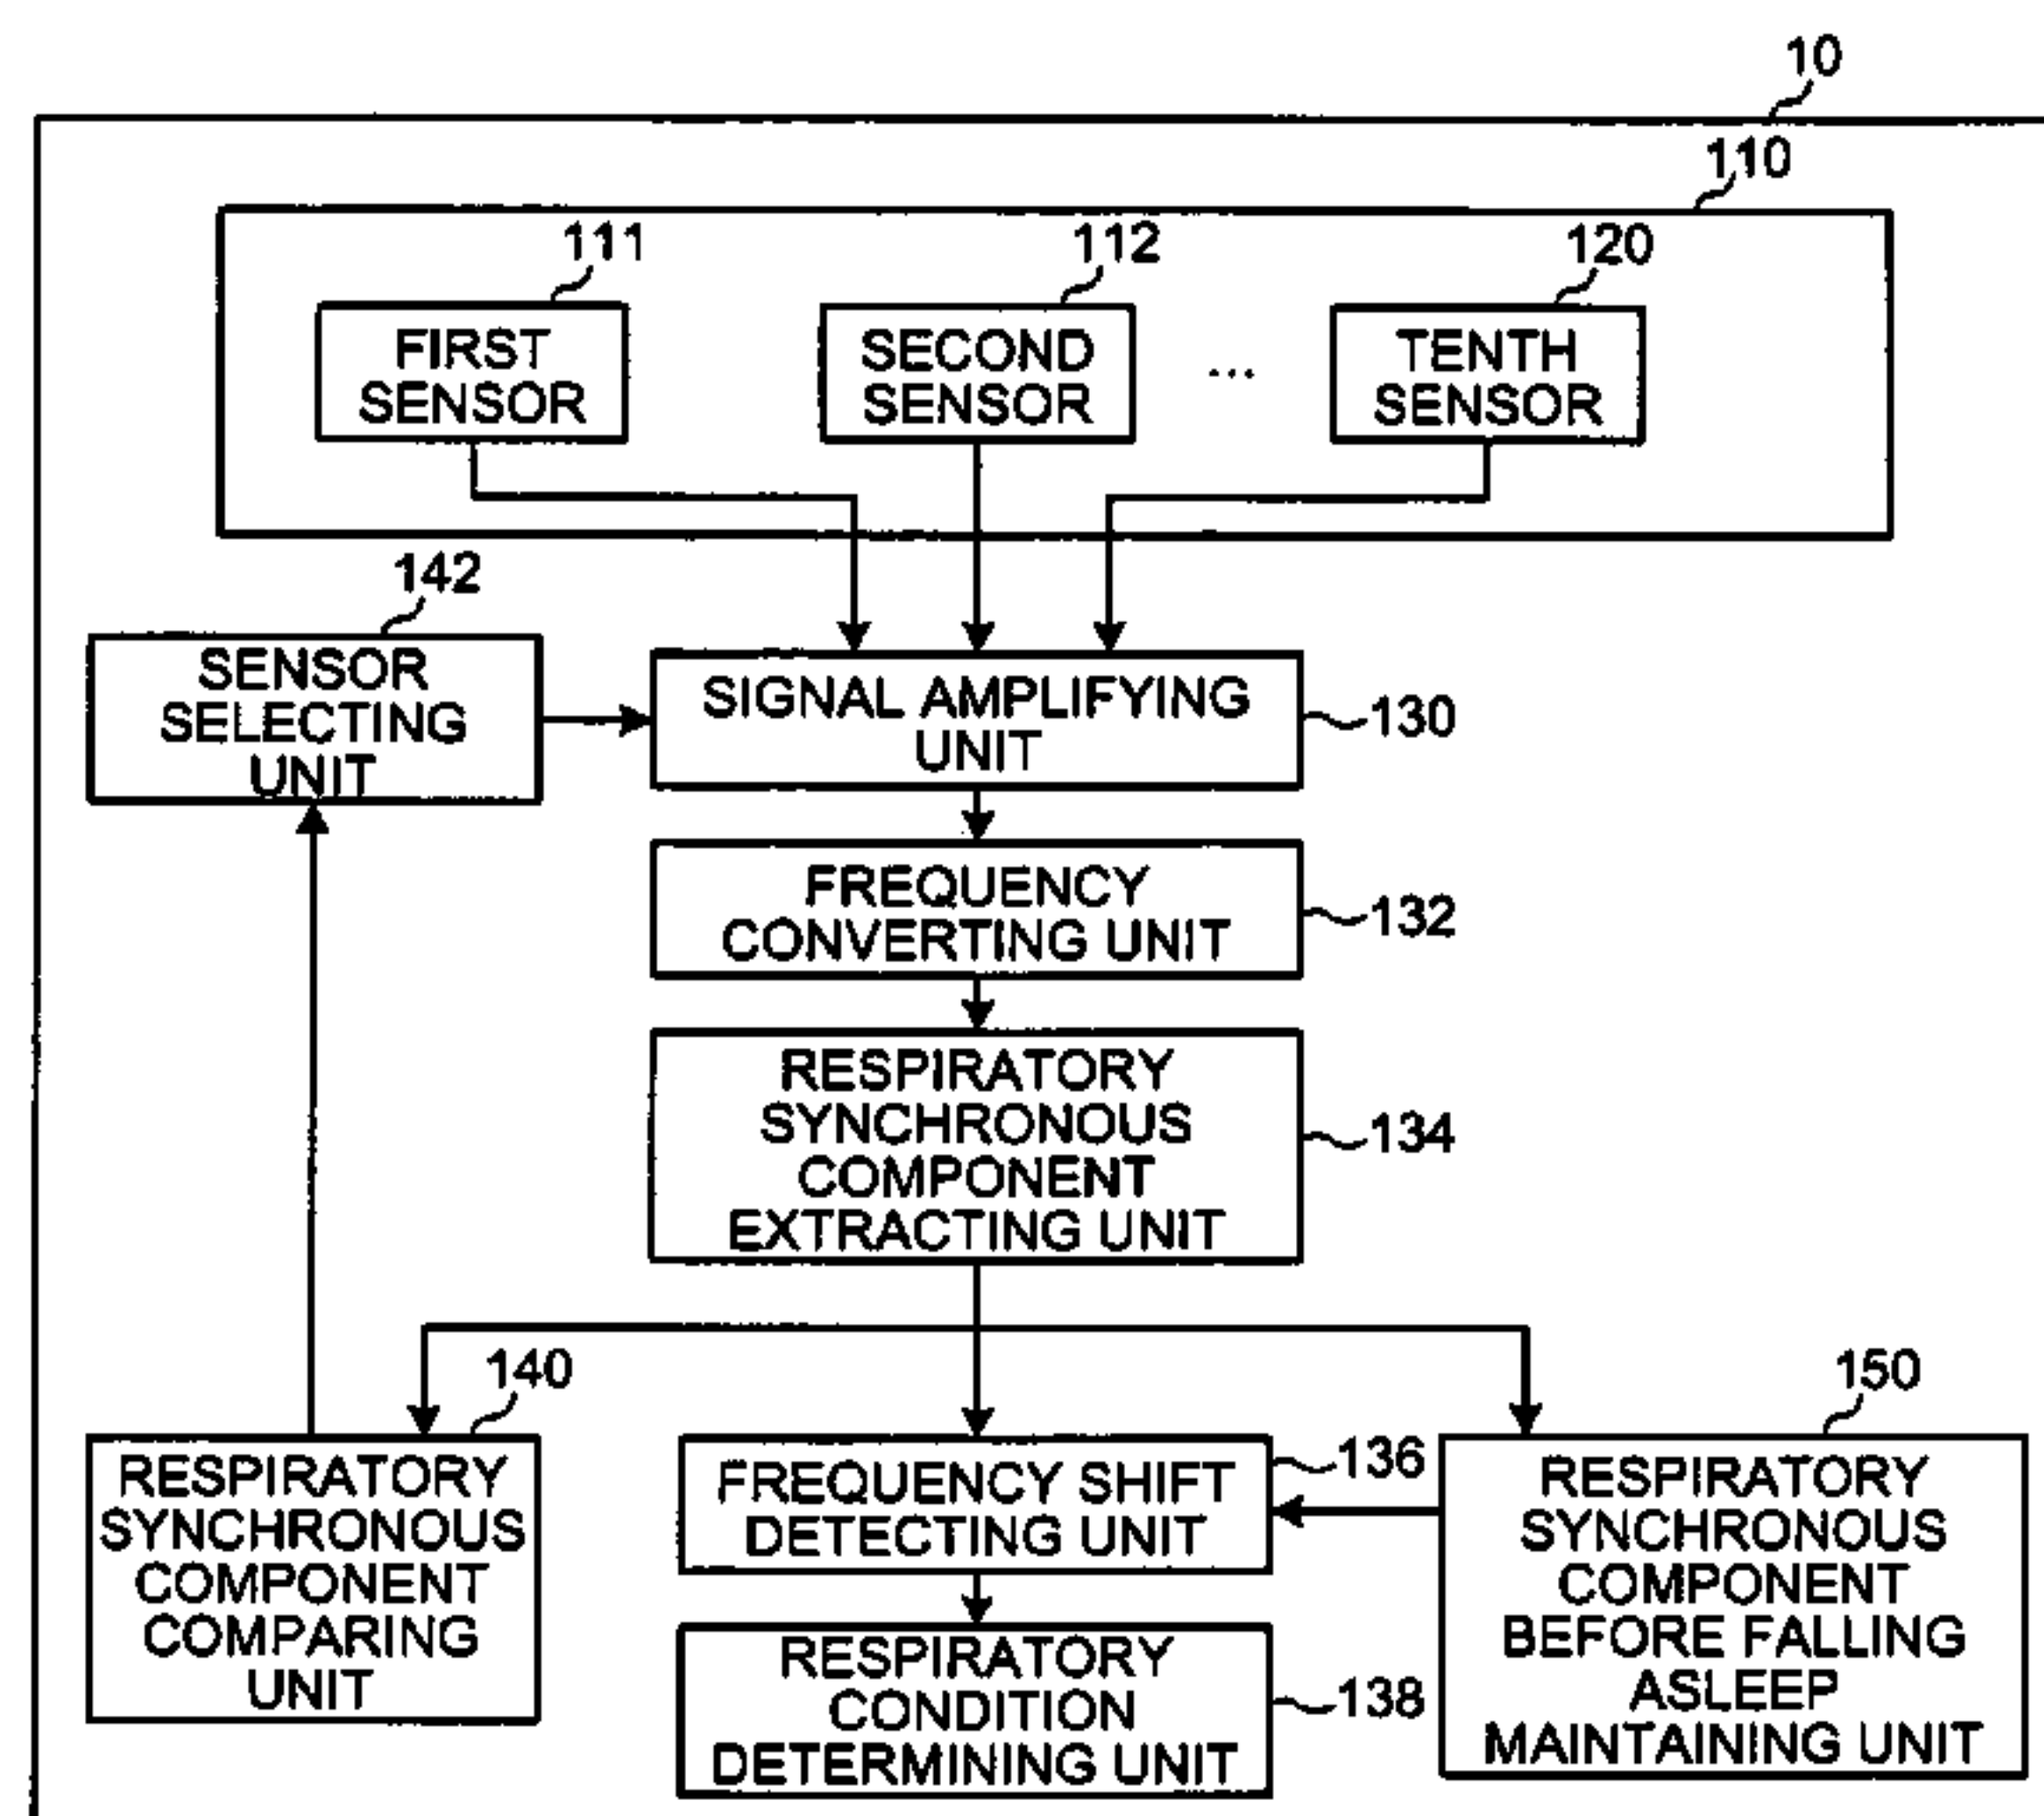 10
110
111
112
120
FIRST
SENSOR
SECOND
SENSOR
...
TENTH
SENSOR
142
SENSOR
SELECTING
UNIT
SIGNAL AMPLIFYING
UNIT
130
FREQUENCY
CONVERTING UNIT
132
RESPIRATORY
SYNCHRONOUS
COMPONENT
EXTRACTING UNIT
134
140
RESPIRATORY
SYNCHRONOUS
COMPONENT
COMPARING
UNIT
FREQUENCY SHIFT
DETECTING UNIT
136
150
RESPIRATORY
SYNCHRONOUS
COMPONENT
BEFORE FALLING
ASLEEP
MAINTAINING UNIT
RESPIRATORY
CONDITION
DETERMINING UNIT
138